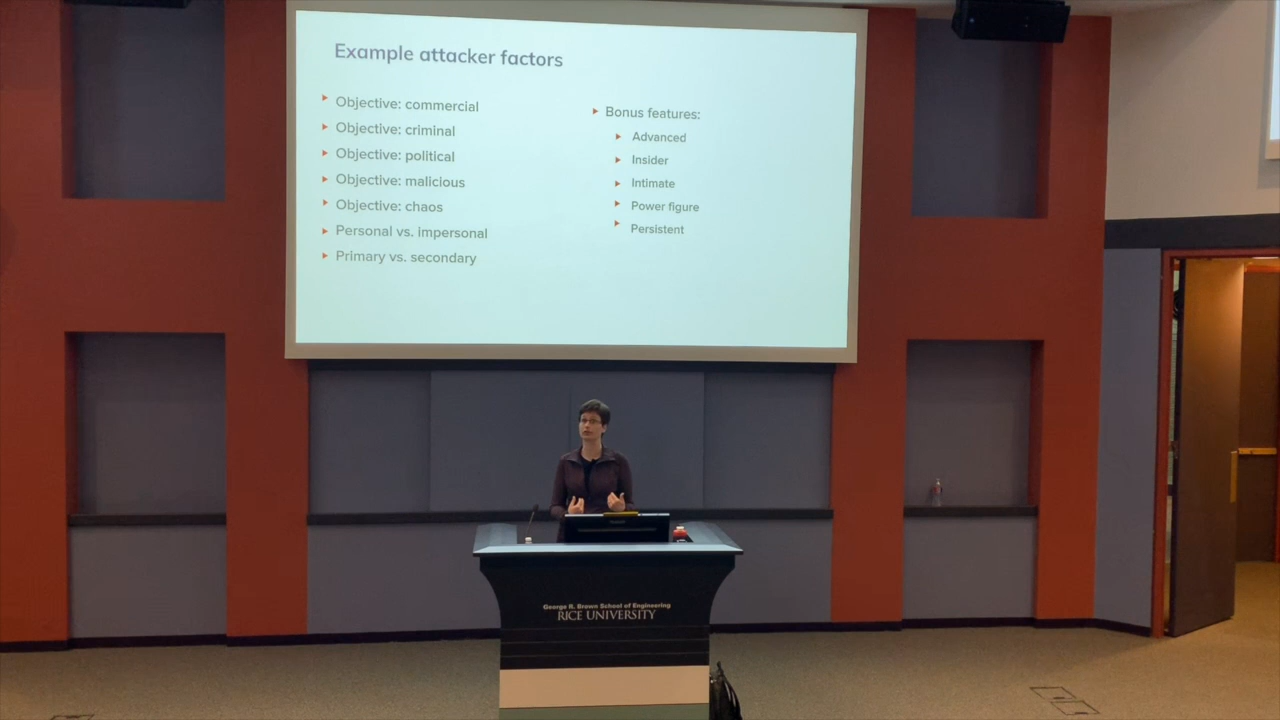 Example attacker factors
Objective: commercial
Objective: criminal
Objective: political
Objective: malicious
Objective: chaos
Personal vs. impersonal
Primary vs. secondary
Bonus features:
Advanced
Insider
Intimate
Power figure
Persistent
George R. Brown School of Engineering
RICE UNIVERSITY